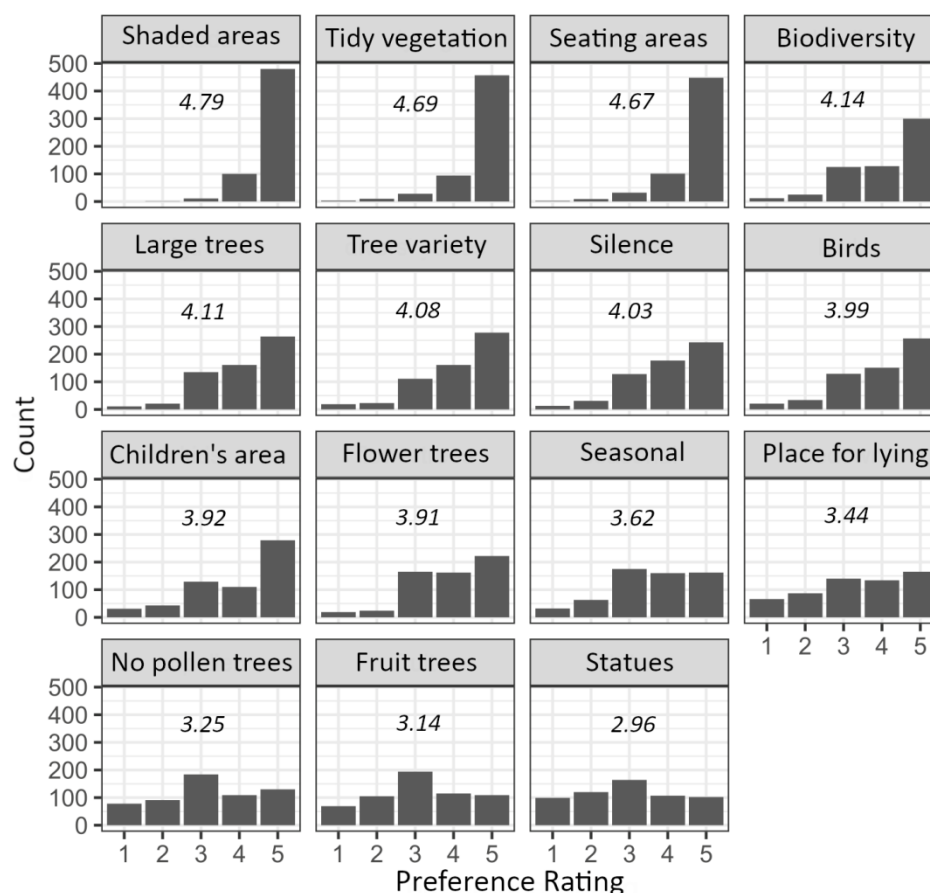 Shaded areas
Tidy vegetation
Seating areas
Biodiversity
500
400
300
200
100
0
4.79
4.69
4.67
4.14
Large trees
Tree variety
Silence
Birds
500
400
300
200
100
0
4.11
4.08
4.03
3.99
Count
Children's area
Flower trees
Seasonal
Place for lying
500
400
300
200
100
0
3.92
3.91
3.62
3.44
1 2 3 4 5
No pollen trees
Fruit trees
Statues
500
400
300
200
100
0
3.25
3.14
2.96
1 2 3 4 5
1 2 3 4 5
1 2 3 4 5
Preference Rating